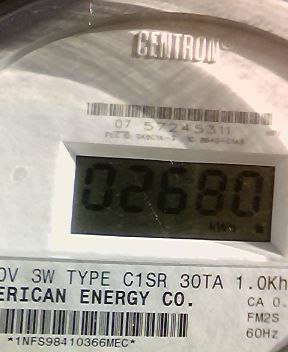 CENTRON
07 57245311
02680
kWh
0V 3W TYPE C1SR 30TA 1.0Kh
ERICAN ENERGY CO.
CA 0.
FM2S
60Hz
*1NFS98410366MEC*